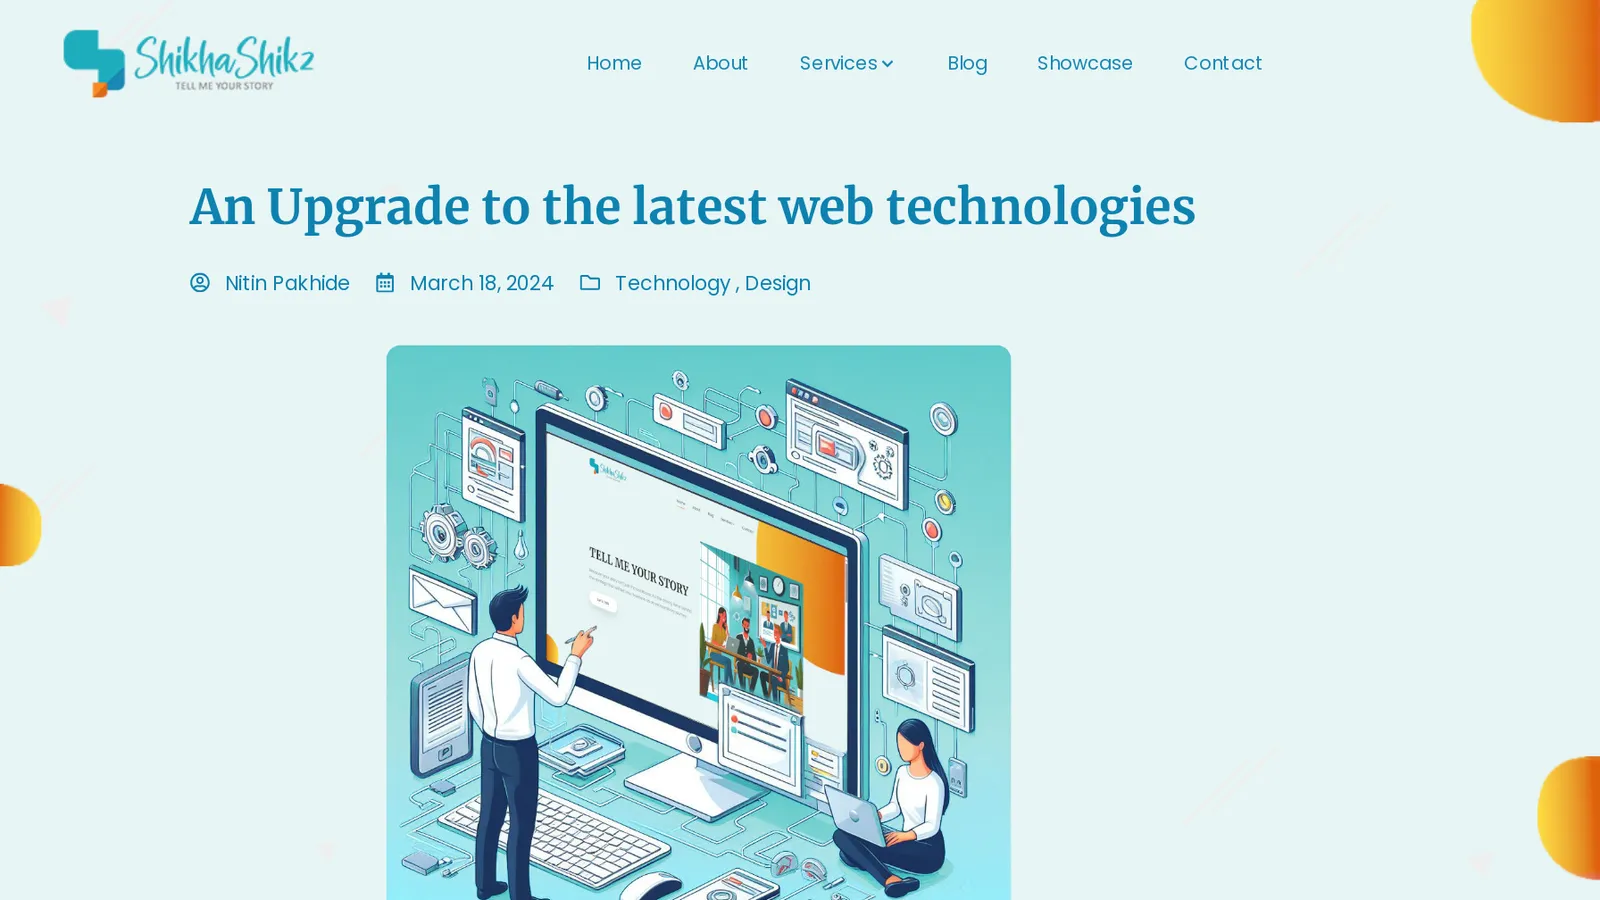 ShikhaShikz
TELL ME YOUR STORY
Home About Services Blog Showcase Contact
An Upgrade to the latest web technologies
Nitin Pakhide March 18, 2024 Technology , Design
ShikhaShikz
TELL ME YOUR STORY